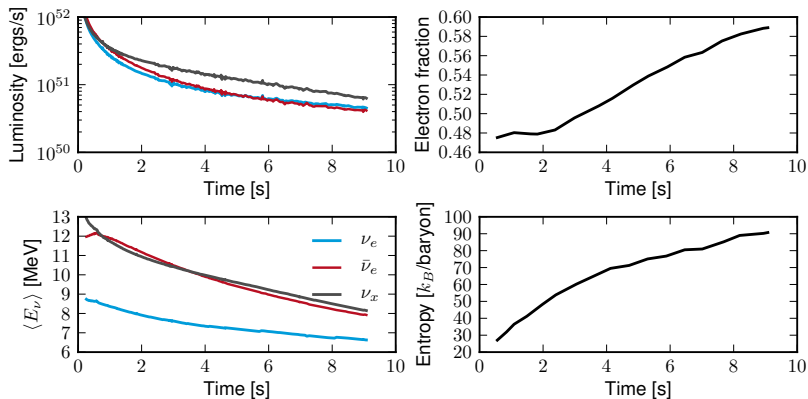 10^52
10^51
10^50
Luminosity [ergs/s]
0 2 4 6 8 10
Time [s]
0.60
0.58
0.56
0.54
0.52
0.50
0.48
0.46
Electron fraction
0 2 4 6 8 10
Time [s]
13
12
11
10
9
8
7
6
⟨E_ν⟩ [MeV]
ν_e
ν̄_e
ν_x
0 2 4 6 8 10
Time [s]
100
90
80
70
60
50
40
30
20
Entropy [k_B/baryon]
0 2 4 6 8 10
Time [s]